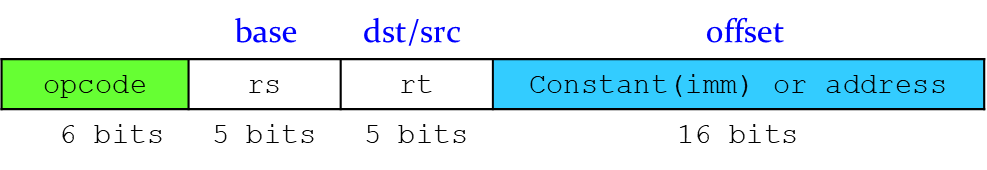 base dst/src offset
opcode rs rt Constant(imm) or address
6 bits 5 bits 5 bits 16 bits